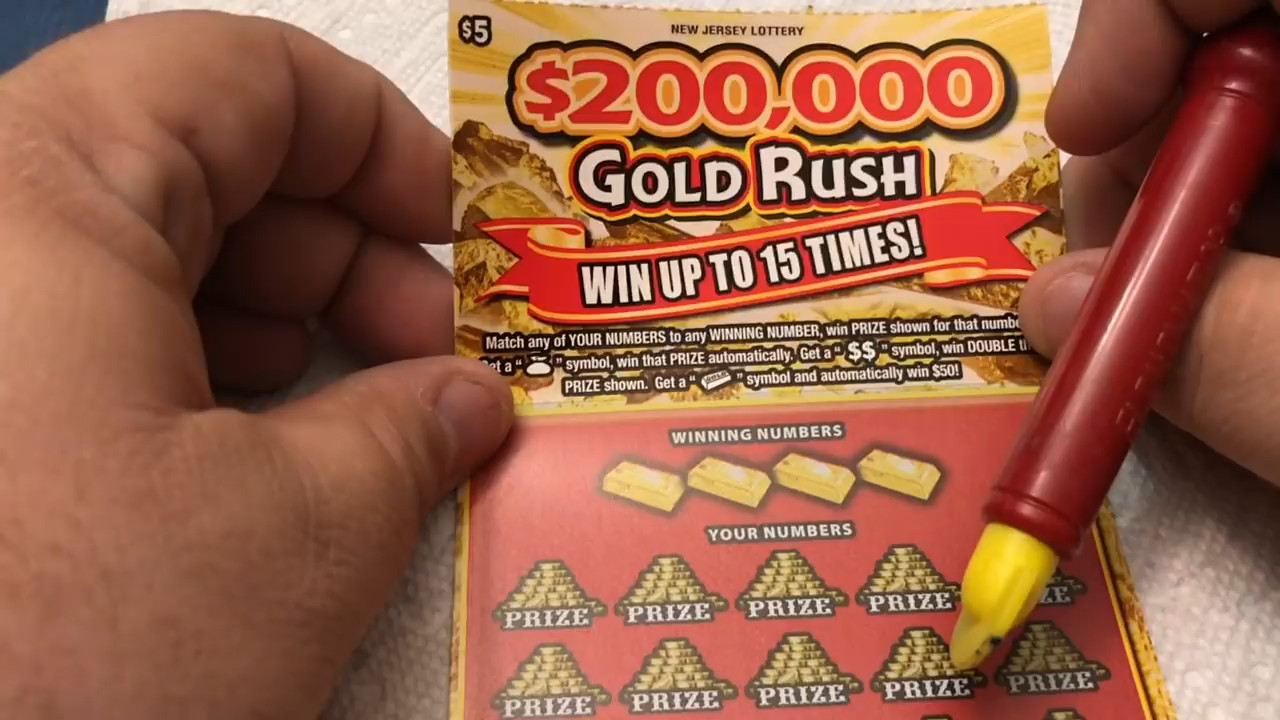 $5
NEW JERSEY LOTTERY
$200,000
GOLD RUSH
WIN UP TO 15 TIMES!
Match any of YOUR NUMBERS to any WINNING NUMBER, win PRIZE shown for that
a " " symbol, win that PRIZE automatically. Get a " $$ " symbol, win DOUBLE
PRIZE shown. Get a " " symbol and automatically win $50!
WINNING NUMBERS
YOUR NUMBERS
PRIZE PRIZE PRIZE PRIZE
PRIZE PRIZE PRIZE PRIZE PRIZE